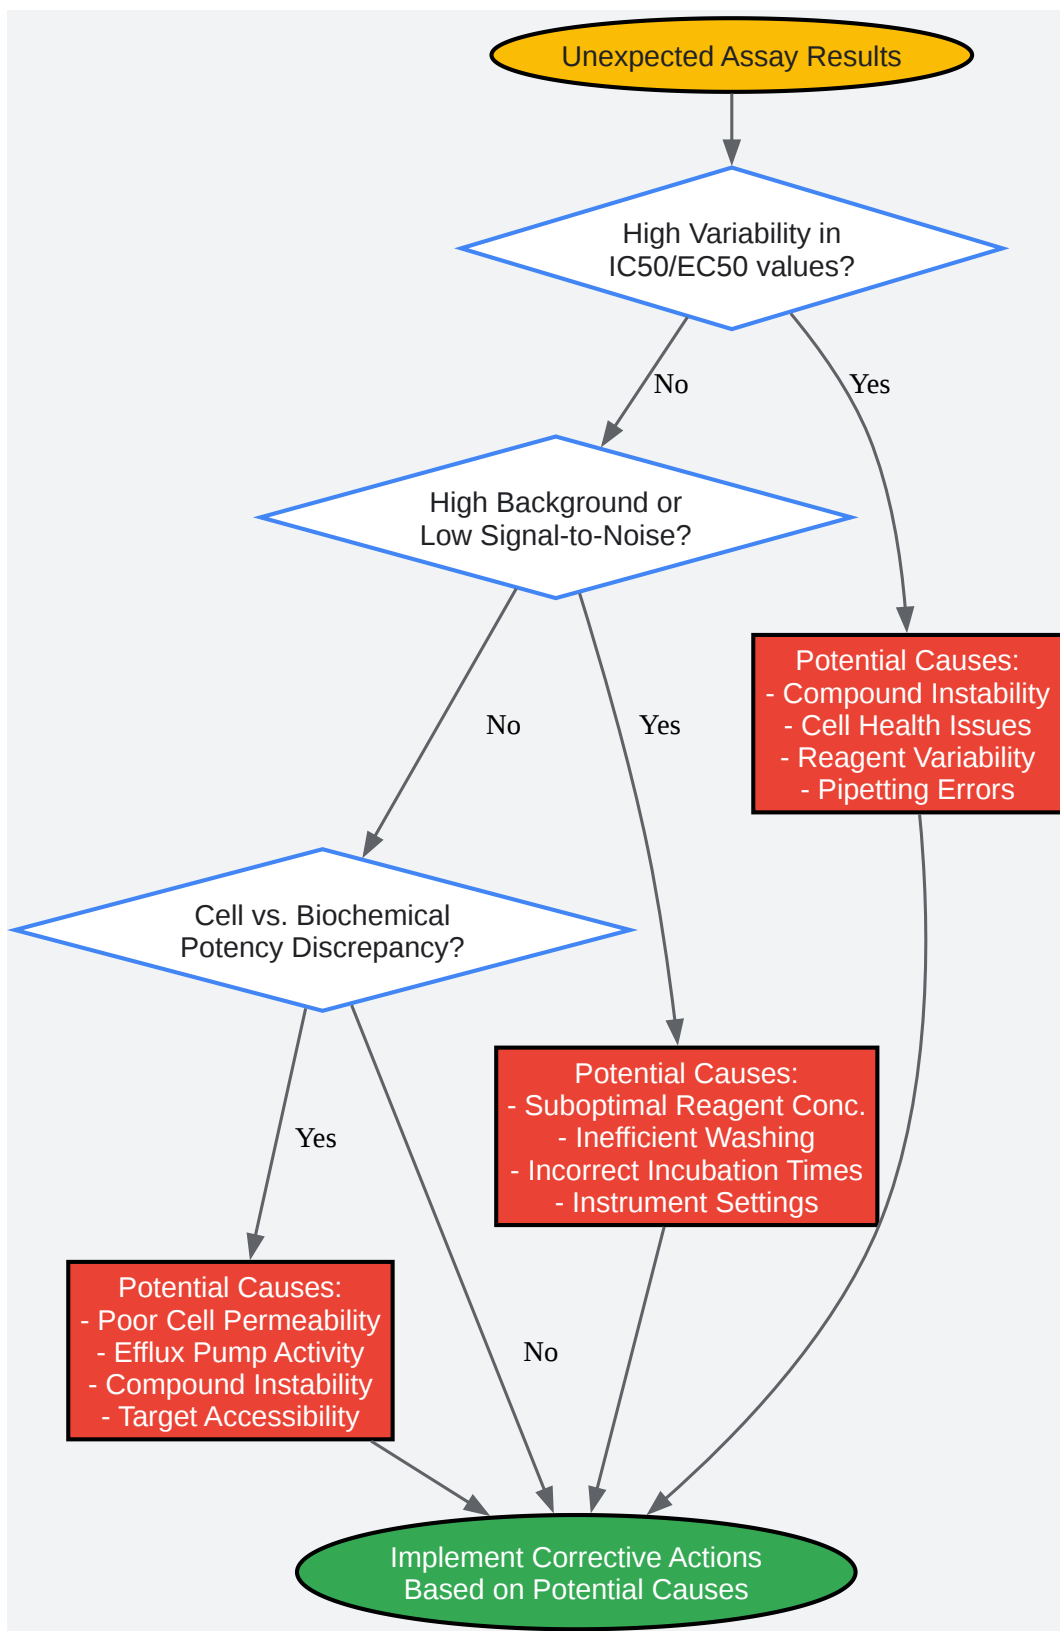 Unexpected Assay Results
High Variability in
IC50/EC50 values?
No
Yes
High Background or
Low Signal-to-Noise?
Potential Causes:
- Compound Instability
- Cell Health Issues
- Reagent Variability
- Pipetting Errors
No
Yes
Cell vs. Biochemical
Potency Discrepancy?
Potential Causes:
- Suboptimal Reagent Conc.
- Inefficient Washing
- Incorrect Incubation Times
- Instrument Settings
Yes
No
Potential Causes:
- Poor Cell Permeability
- Efflux Pump Activity
- Compound Instability
- Target Accessibility
Implement Corrective Actions
Based on Potential Causes